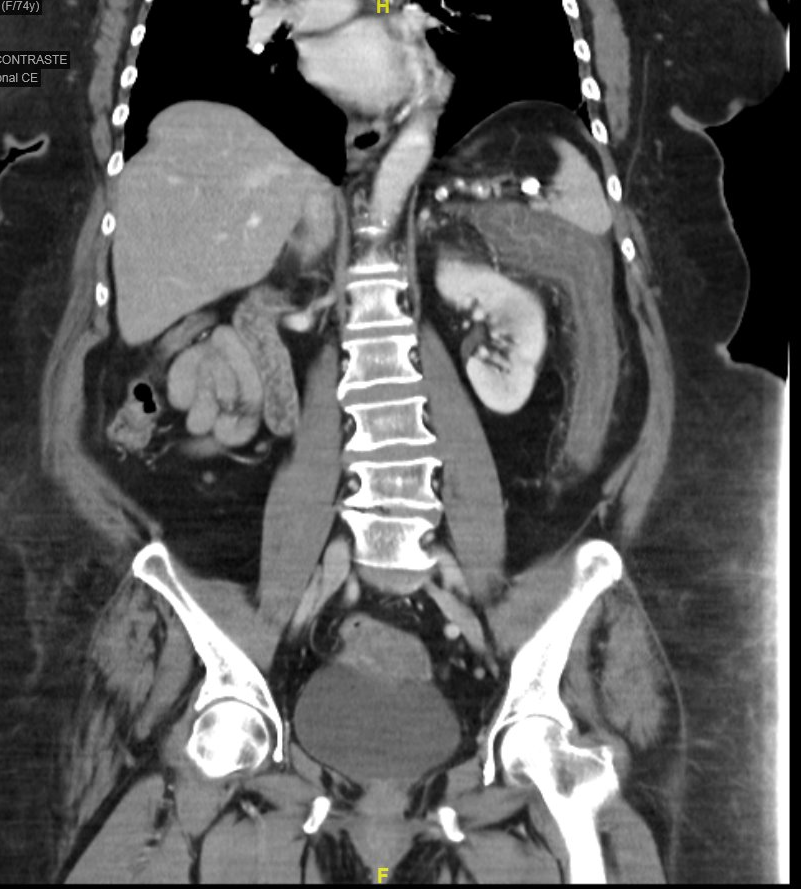 H
(F/74y)
CONTRASTE
onal CE
F